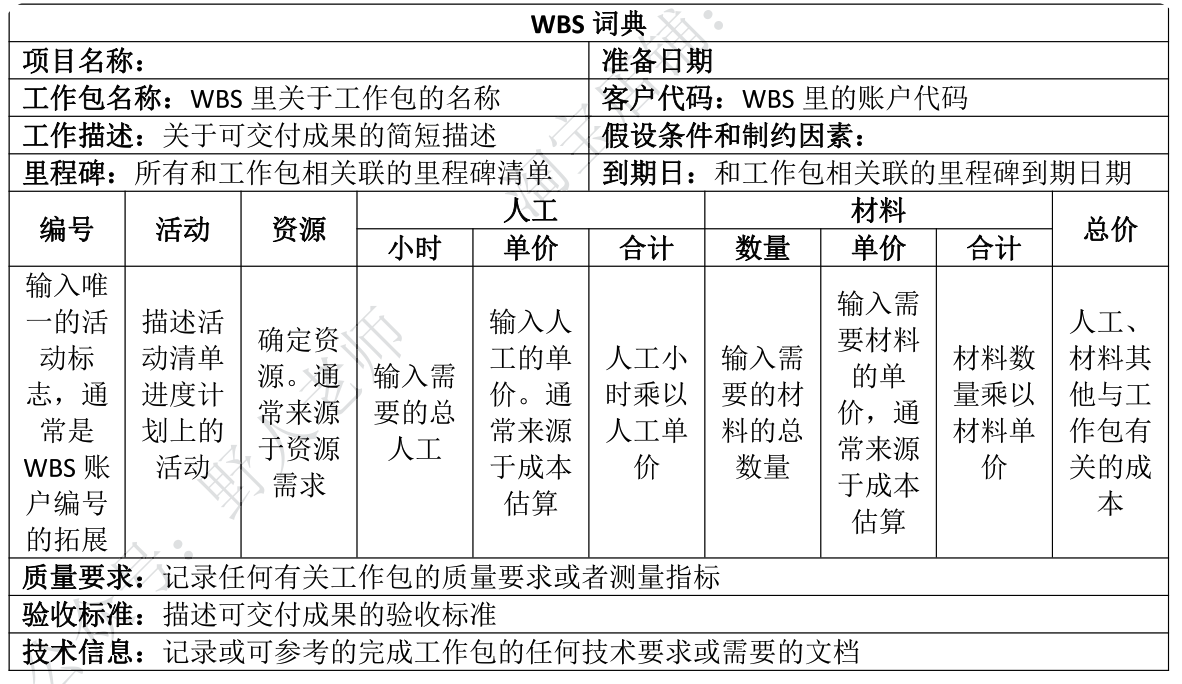 WBS 词典
项目名称： 准备日期
工作包名称：WBS 里关于工作包的名称 客户代码：WBS 里的账户代码
工作描述：关于可交付成果的简短描述 假设条件和制约因素：
里程碑：所有和工作包相关联的里程碑清单 到期日：和工作包相关联的里程碑到期日期
编号 活动 资源 人工 材料 总价
小时 单价 合计 数量 单价 合计
输入唯
一的活
动标
志，通
常是
WBS 账
户编号
的拓展
描述活
动清单
进度计
划上的
活动
确定资
源。通
常来源
于资源
需求
输入需
要的总
人工
输入人
工的单
价。通
常来源
于成本
估算
人工小
时乘以
人工单
价
输入需
要的材
料的总
数量
输入需
要材料
的单
价，通
常来源
于成本
估算
材料数
量乘以
材料单
价
人工、
材料其
他与工
作包有
关的成
本
质量要求：记录任何有关工作包的质量要求或者测量指标
验收标准：描述可交付成果的验收标准
技术信息：记录或可参考的完成工作包的任何技术要求或需要的文档
公众号：野人老师
淘宝店铺：